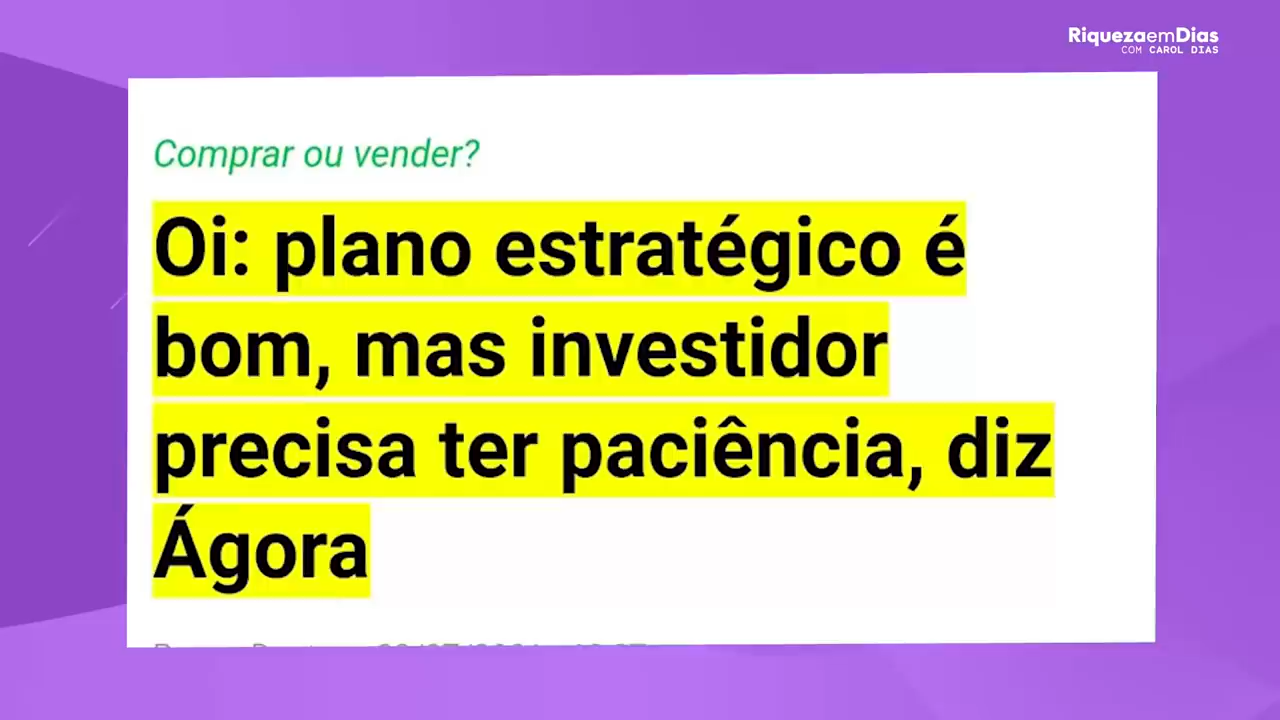 RiquezaemDias
COM CAROL DIAS
Comprar ou vender?
Oi: plano estratégico é
bom, mas investidor
precisa ter paciência, diz
Ágora